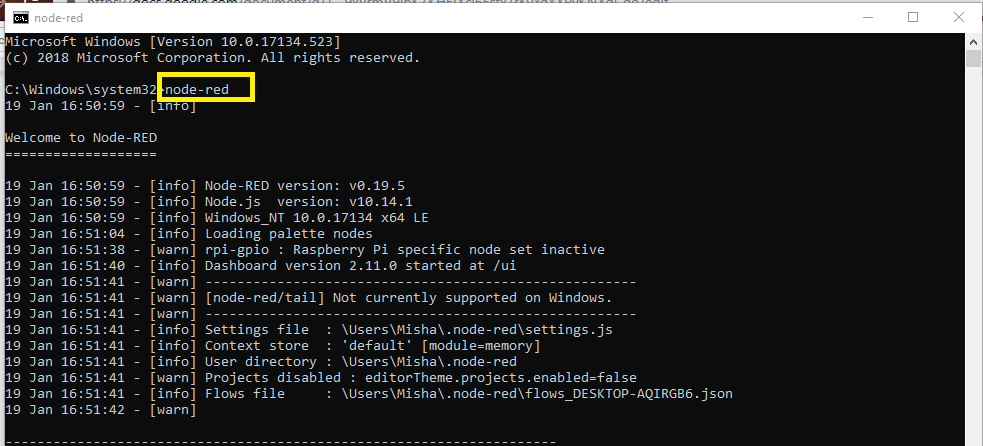 node-red
Microsoft Windows [Version 10.0.17134.523]
(c) 2018 Microsoft Corporation. All rights reserved.
C:\Windows\system32>node-red
19 Jan 16:50:59 - [info]
Welcome to Node-RED
===================
19 Jan 16:50:59 - [info] Node-RED version: v0.19.5
19 Jan 16:50:59 - [info] Node.js  version: v10.14.1
19 Jan 16:50:59 - [info] Windows_NT 10.0.17134 x64 LE
19 Jan 16:51:04 - [info] Loading palette nodes
19 Jan 16:51:38 - [warn] rpi-gpio : Raspberry Pi specific node set inactive
19 Jan 16:51:40 - [info] Dashboard version 2.11.0 started at /ui
19 Jan 16:51:41 - [warn] ------------------------------------------------------
19 Jan 16:51:41 - [warn] [node-red/tail] Not currently supported on Windows.
19 Jan 16:51:41 - [warn] ------------------------------------------------------
19 Jan 16:51:41 - [info] Settings file  : \Users\Misha\.node-red\settings.js
19 Jan 16:51:41 - [info] Context store  : 'default' [module=memory]
19 Jan 16:51:41 - [info] User directory : \Users\Misha\.node-red
19 Jan 16:51:41 - [warn] Projects disabled : editorTheme.projects.enabled=false
19 Jan 16:51:41 - [info] Flows file     : \Users\Misha\.node-red\flows_DESKTOP-AQIRGB6.json
19 Jan 16:51:42 - [warn]
---------------------------------------------------------------------